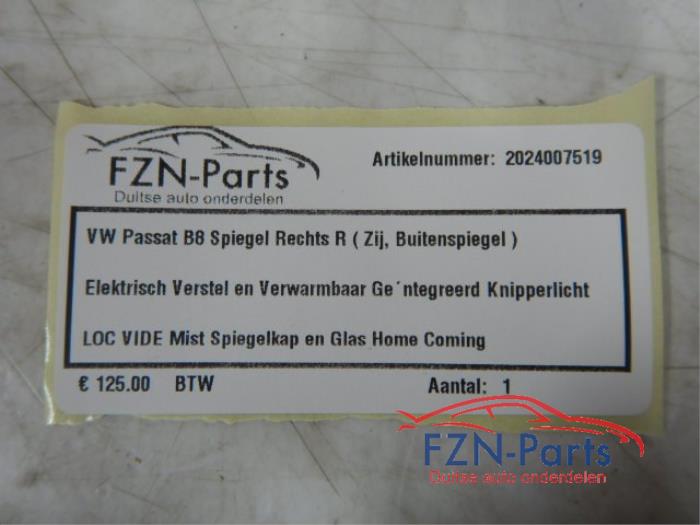 FZN-Parts
Duitse auto onderdelen
Artikelnummer: 2024007519
VW Passat B8 Spiegel Rechts R ( Zij, Buitenspiegel )
Elektrisch Verstel en Verwarmbaar Ge´ntegreerd Knipperlicht
LOC VIDE Mist Spiegelkap en Glas Home Coming
€ 125.00 BTW
Aantal: 1
FZN-Parts
Duitse auto onderdelen